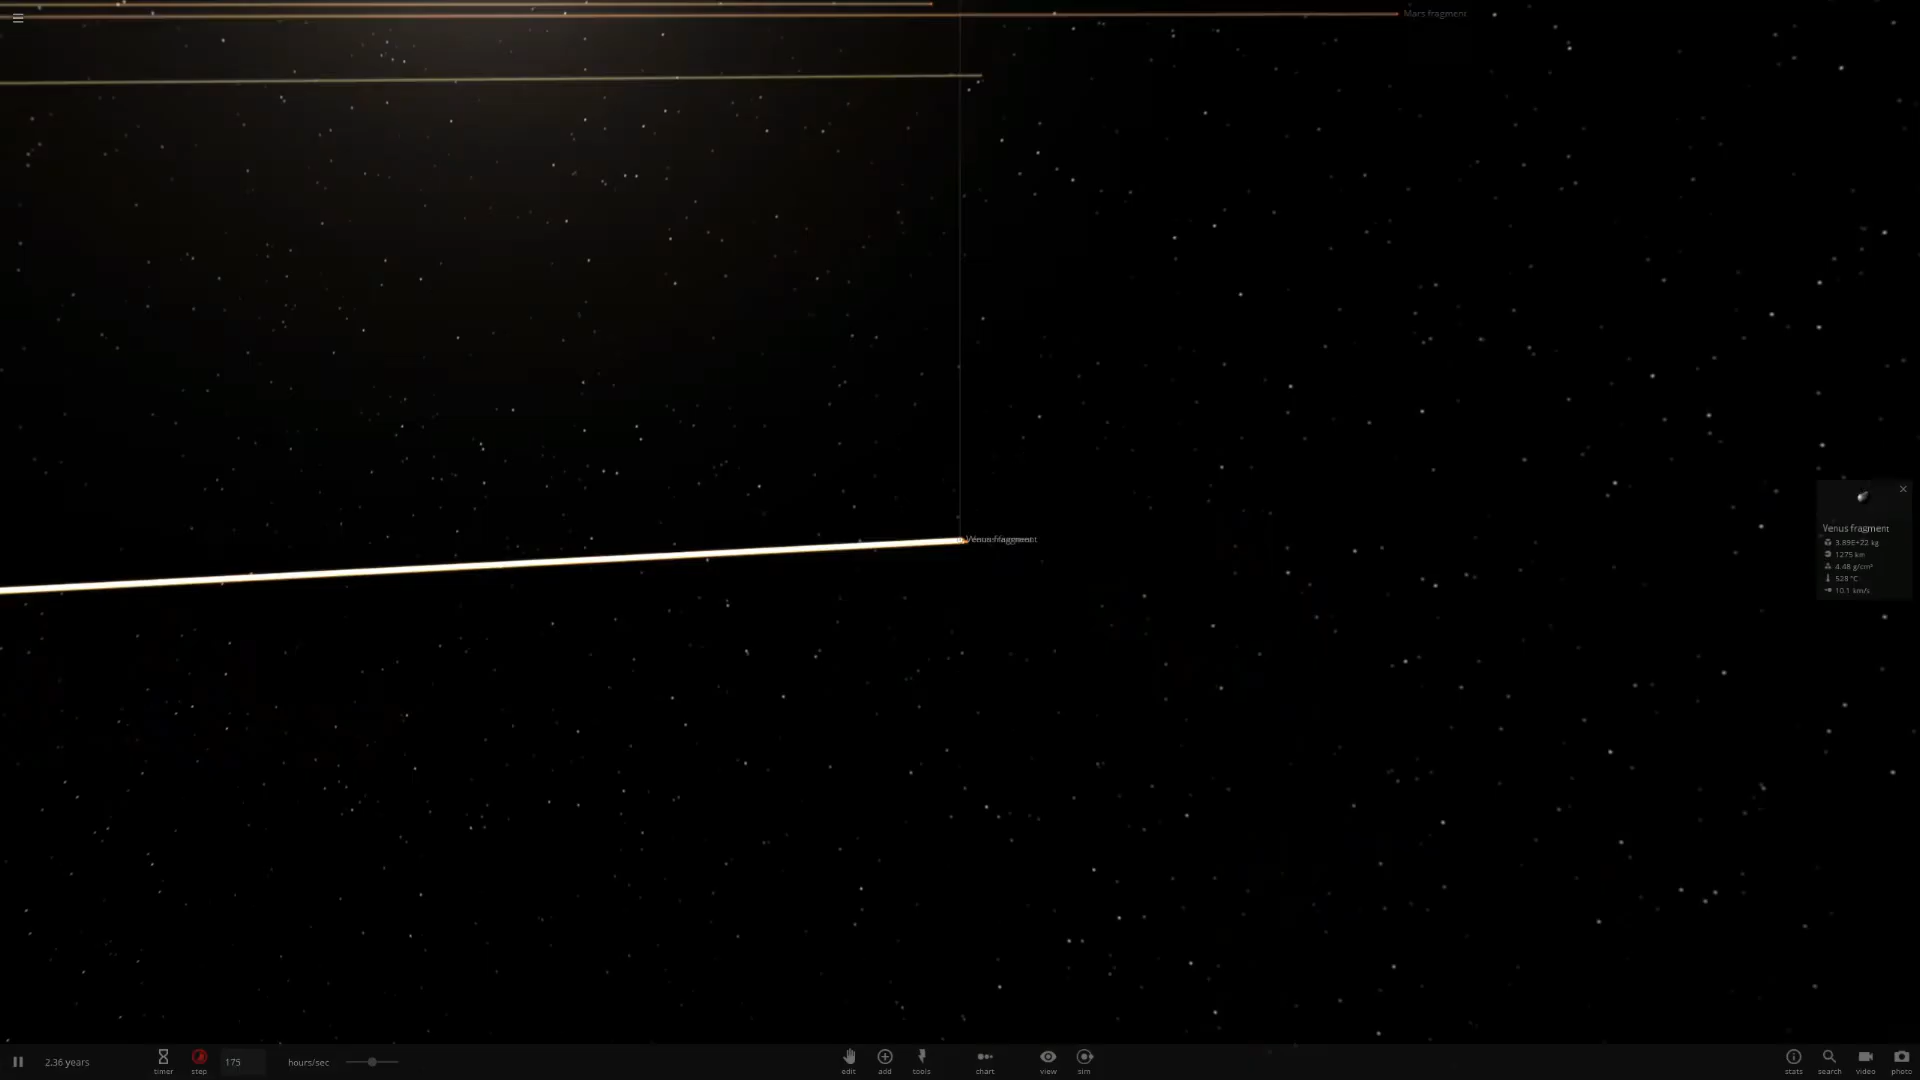 Mars fragment
Venus fragment
Venus fragment
3.89E+22 kg
1275 km
4.48 g/cm³
528 °C
10.1 km/s
2.36 years
timer
step
175
hours/sec
edit
add
tools
chart
view
sim
stats
search
video
photo